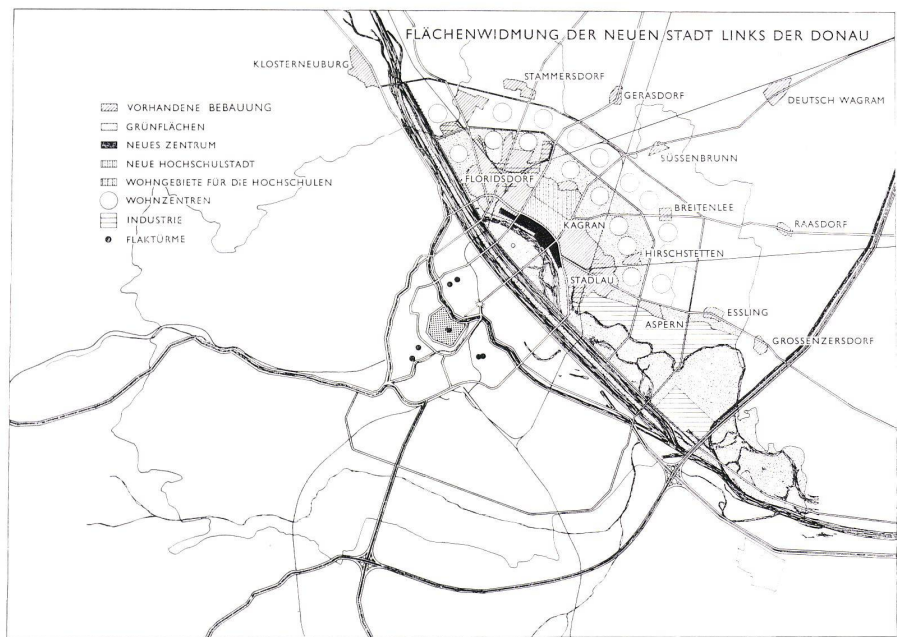 FLÄCHENWIDMUNG DER NEUEN STADT LINKS DER DONAU
KLOSTERNEUBURG
STAMMERSDORF
GERASDORF
DEUTSCH WAGRAM
VORHANDENE BEBAUUNG
GRÜNFLÄCHEN
NEUES ZENTRUM
NEUE HOCHSCHULSTADT
WOHNGEBIETE FÜR DIE HOCHSCHULEN
WOHNZENTREN
INDUSTRIE
FLAKTÜRME
SÜSSENBRUNN
FLORIDSDORF
BREITENLEE
KAGRAN
RAASDORF
HIRSCHSTETTEN
STADLAU
ESSLING
ASPERN
GROSSENZERSDORF